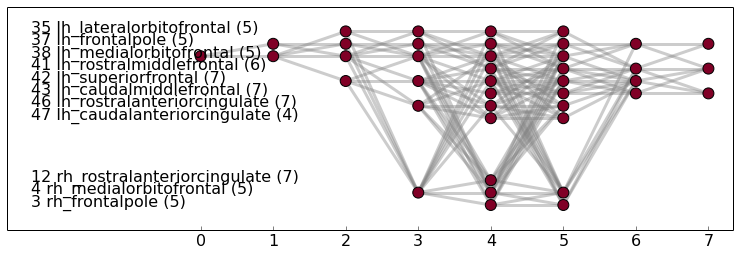 35 lh_lateralorbitofrontal (5)
37 lh_frontalpole (5)
38 lh_medialorbitofrontal (5)
41 lh_rostralmiddlefrontal (6)
42 lh_superiorfrontal (7)
43 lh_caudalmiddlefrontal (7)
46 lh_rostralanteriorcingulate (7)
47 lh_caudalanteriorcingulate (4)
12 rh_rostralanteriorcingulate (7)
4 rh_medialorbitofrontal (5)
3 rh_frontalpole (5)
0 1 2 3 4 5 6 7